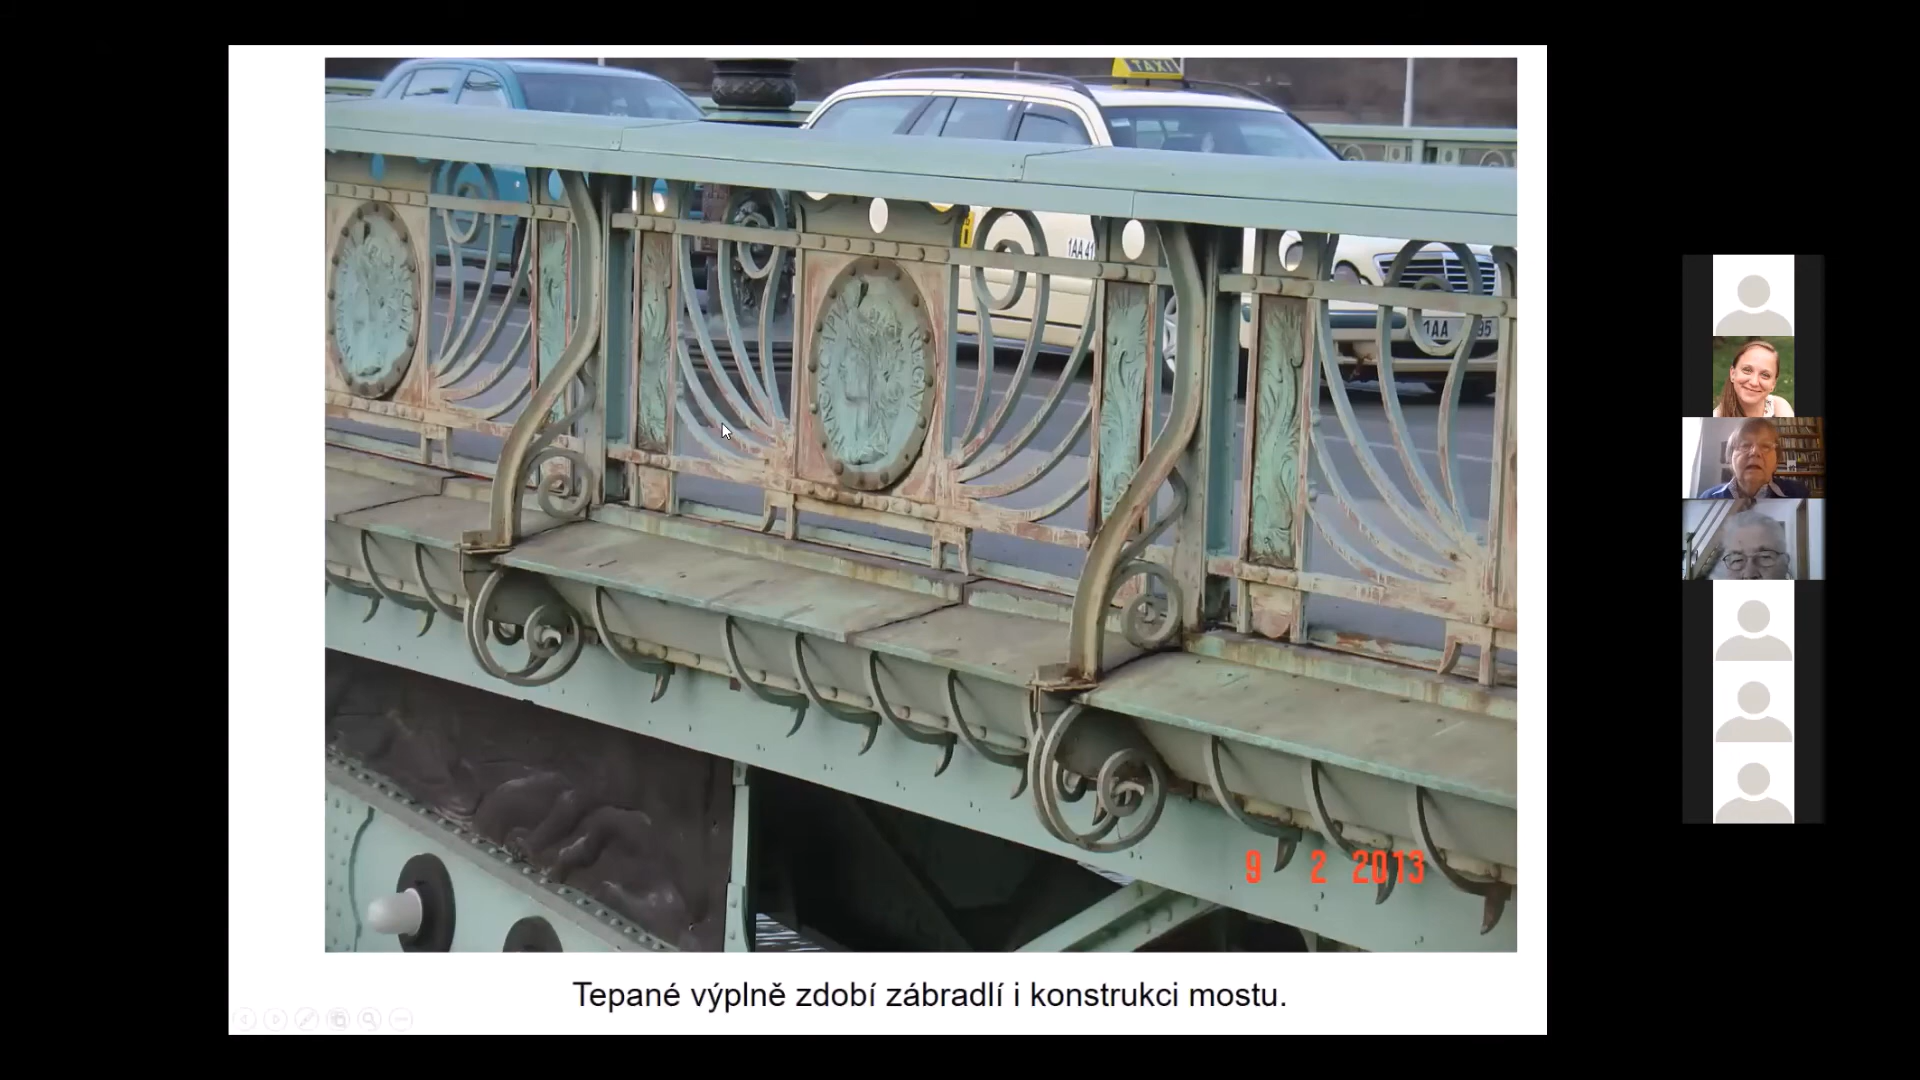 TAXI
1AA 41
1AA 95
9 2 2013
Tepané výplně zdobí zábradlí i konstrukci mostu.